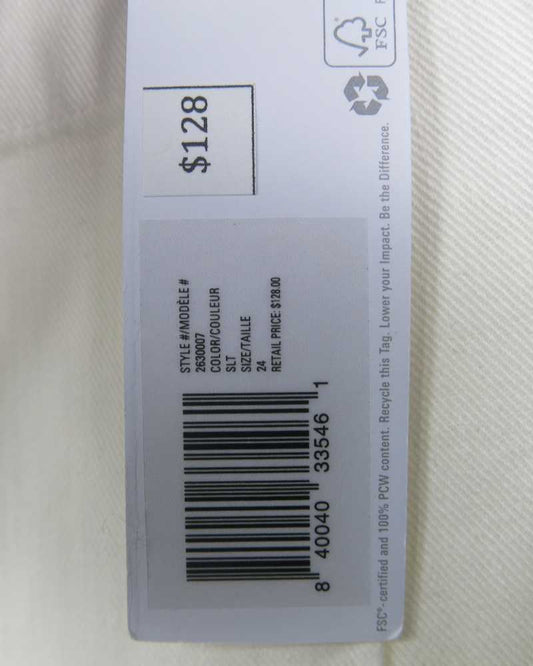 FSC
$128
STYLE #/MODÈLE #
2630007
COLOR/COULEUR
SLT
SIZE/TAILLE
24
RETAIL PRICE: $128.00
8 40040 33546 1
FSC®-certified and 100% PCW content. Recycle this Tag. Lower your Impact. Be the Difference.